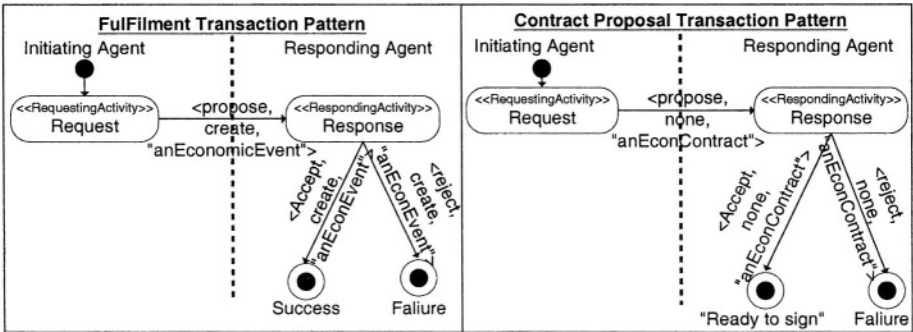 FulFilment Transaction Pattern
Initiating Agent
Responding Agent
<<RequestingActivity>>
Request
<propose,
create,
"anEconomicEvent">
<<RespondingActivity>>
Response
<Accept,
create,
"anEconEvent">
<reject,
create,
"anEconEvent">
Success
Faliure
Contract Proposal Transaction Pattern
Initiating Agent
Responding Agent
<<RequestingActivity>>
Request
<propose,
none,
"anEconContract">
<<RespondingActivity>>
Response
<Accept,
none,
"anEconContract">
<reject,
none,
"anEconContract">
"Ready to sign"
Faliure